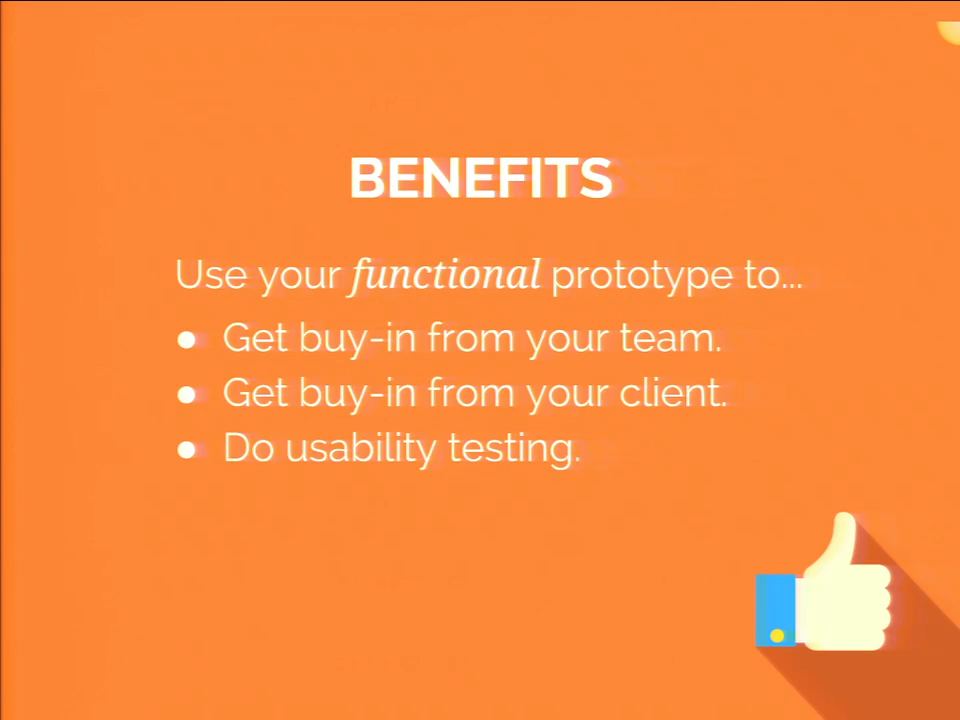 BENEFITS
Use your functional prototype to...
● Get buy-in from your team.
● Get buy-in from your client.
● Do usability testing.